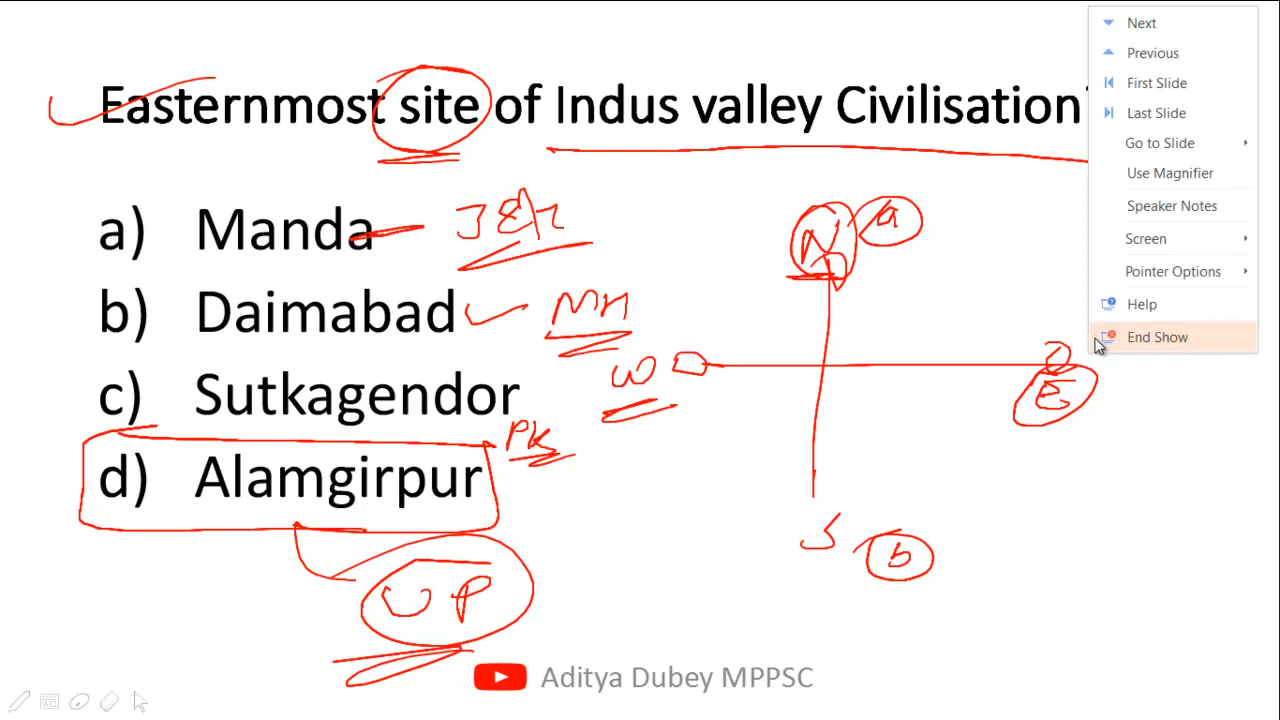 Easternmost site of Indus valley Civilisation
a) Manda J & K
b) Daimabad MH
c) Sutkagendor PK
d) Alamgirpur
UP
N a
W E
S b
Aditya Dubey MPPSC
Next
Previous
First Slide
Last Slide
Go to Slide
Use Magnifier
Speaker Notes
Screen
Pointer Options
Help
End Show